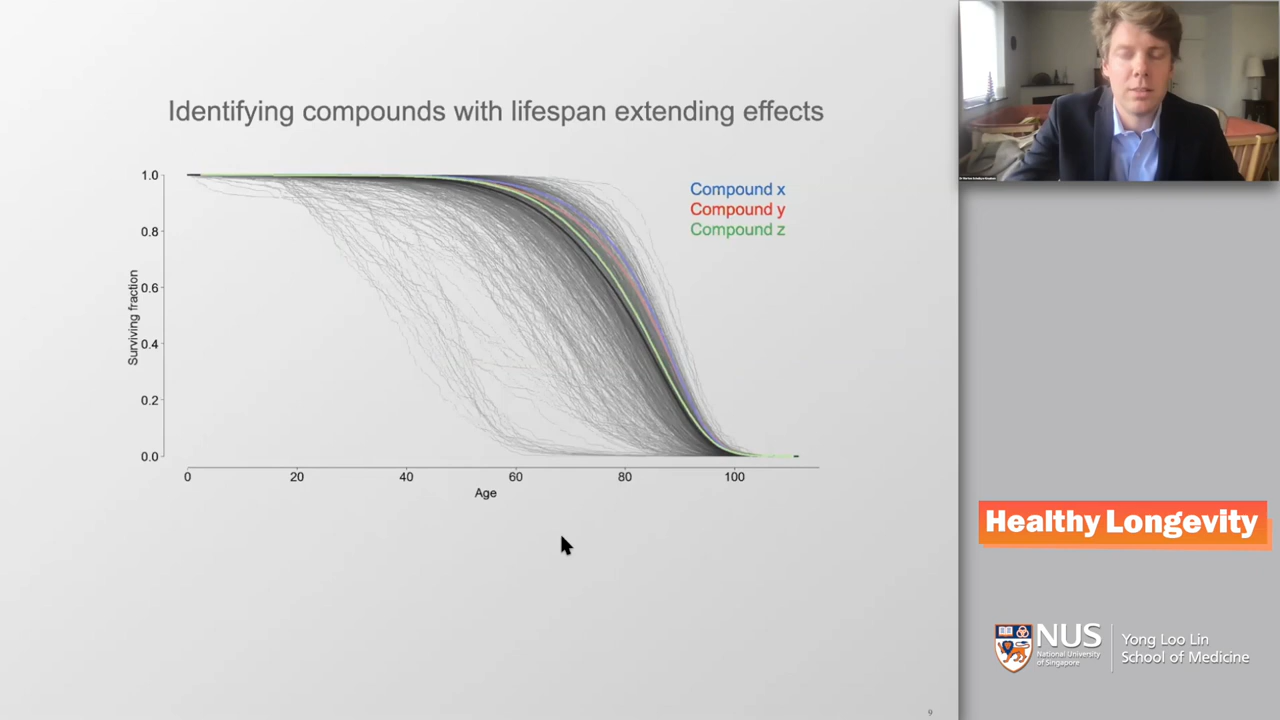 Identifying compounds with lifespan extending effects
1.0
0.8
0.6
0.4
0.2
0.0
Surviving fraction
Compound x
Compound y
Compound z
0
20
40
60
80
100
Age
9
Healthy Longevity
NUS
National University
of Singapore
Yong Loo Lin
School of Medicine